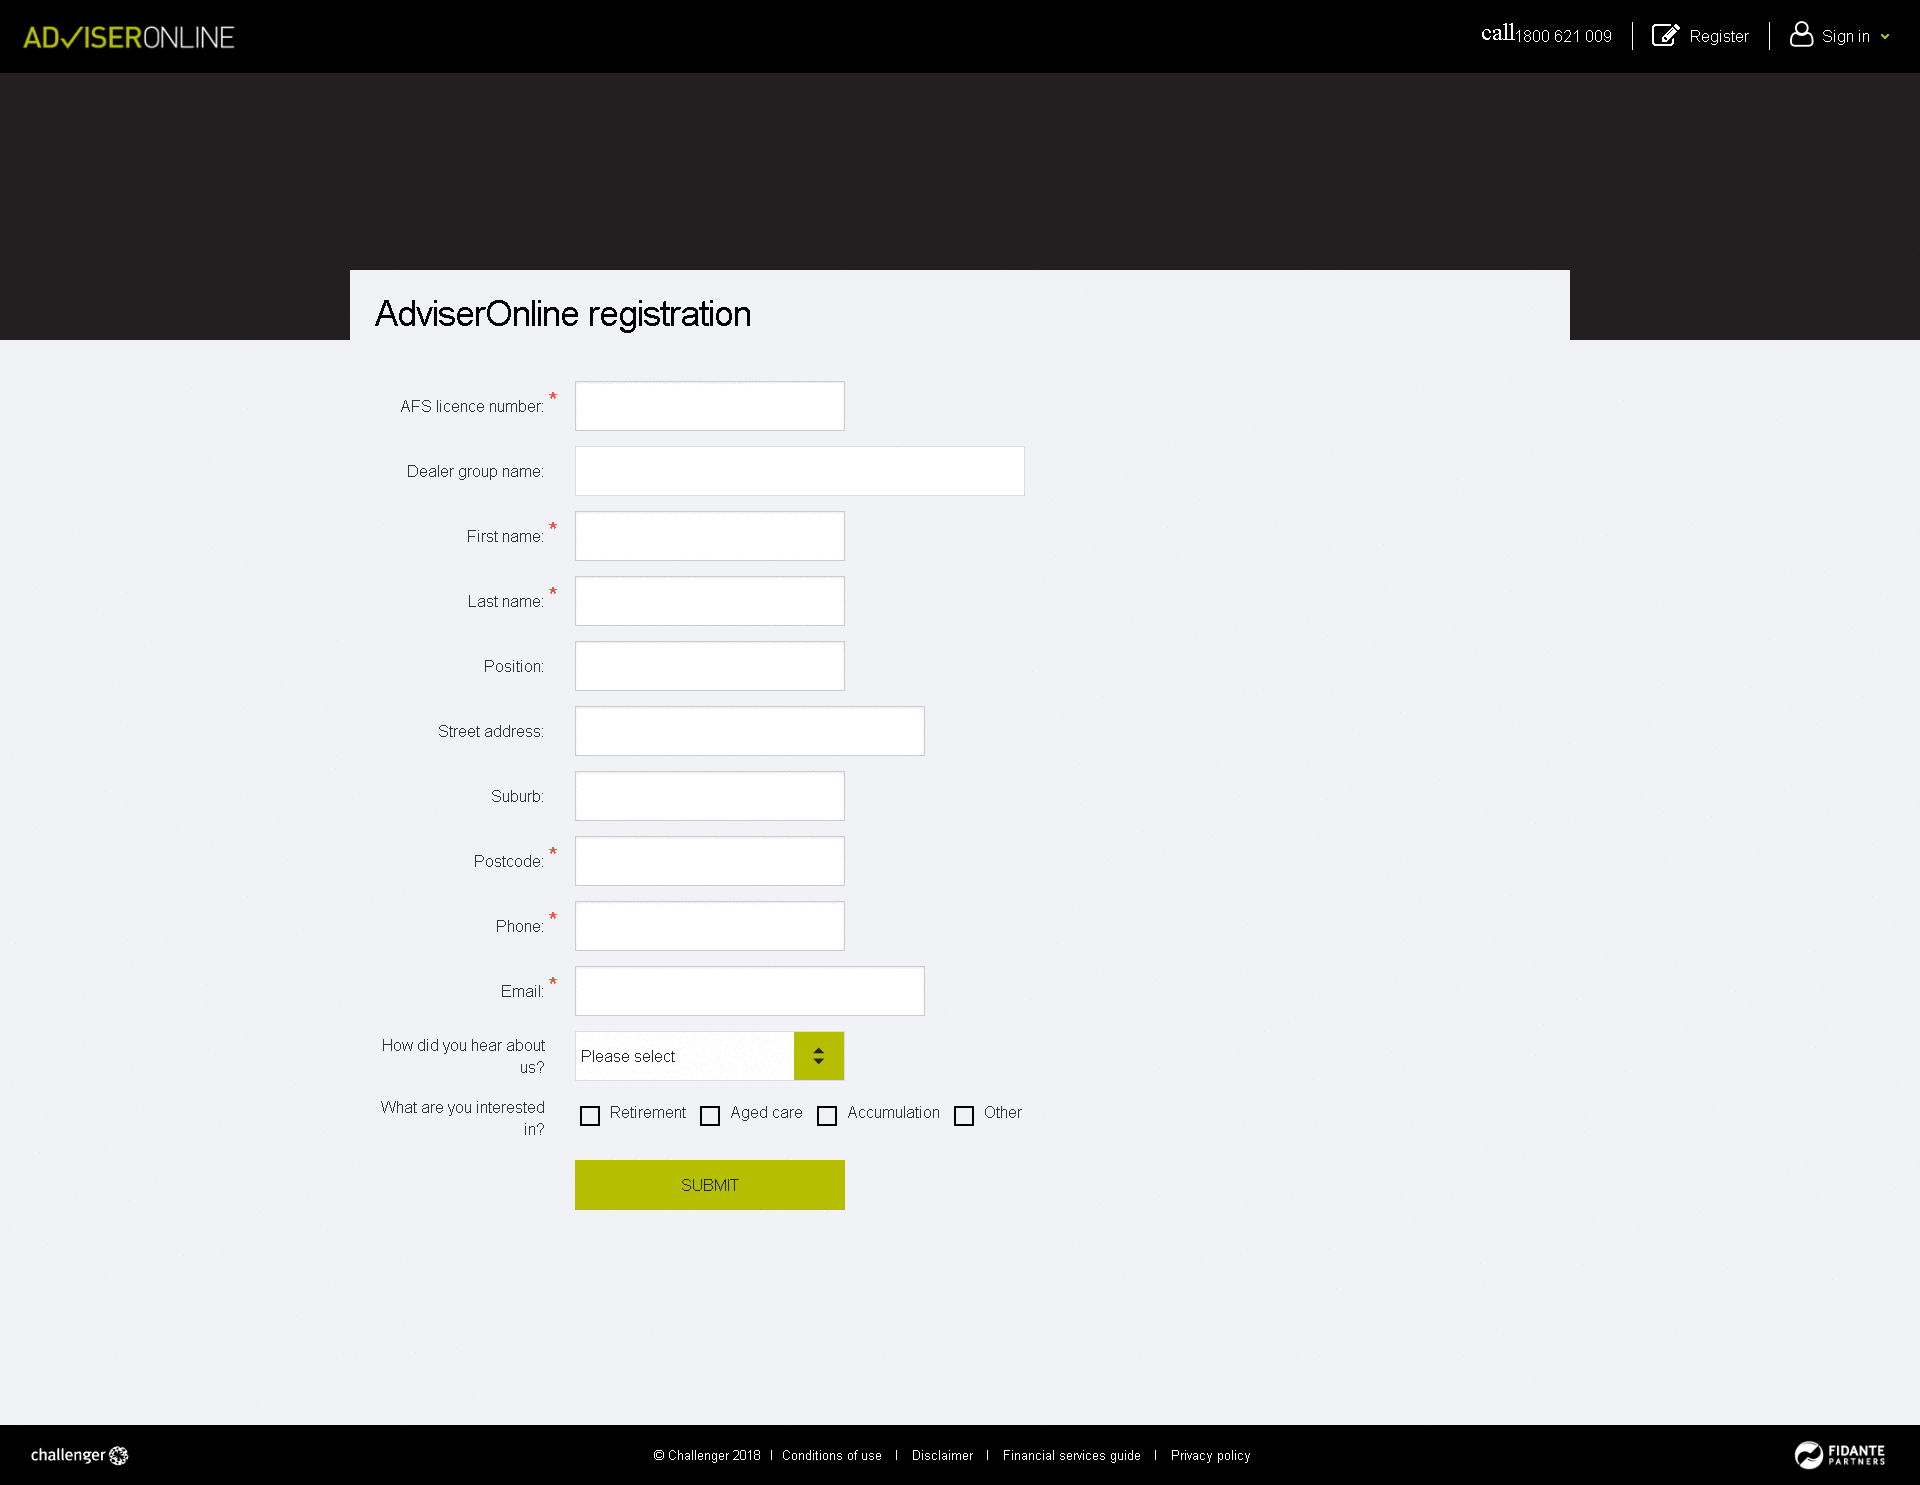 ADVISERONLINE
call1800 621 009
Register
Sign in
AdviserOnline registration
AFS licence number: *
Dealer group name:
First name: *
Last name: *
Position:
Street address:
Suburb:
Postcode: *
Phone: *
Email: *
How did you hear about
us?
Please select
What are you interested
in?
Retirement Aged care Accumulation Other
SUBMIT
challenger
© Challenger 2018 | Conditions of use | Disclaimer | Financial services guide | Privacy policy
FIDANTE
PARTNERS